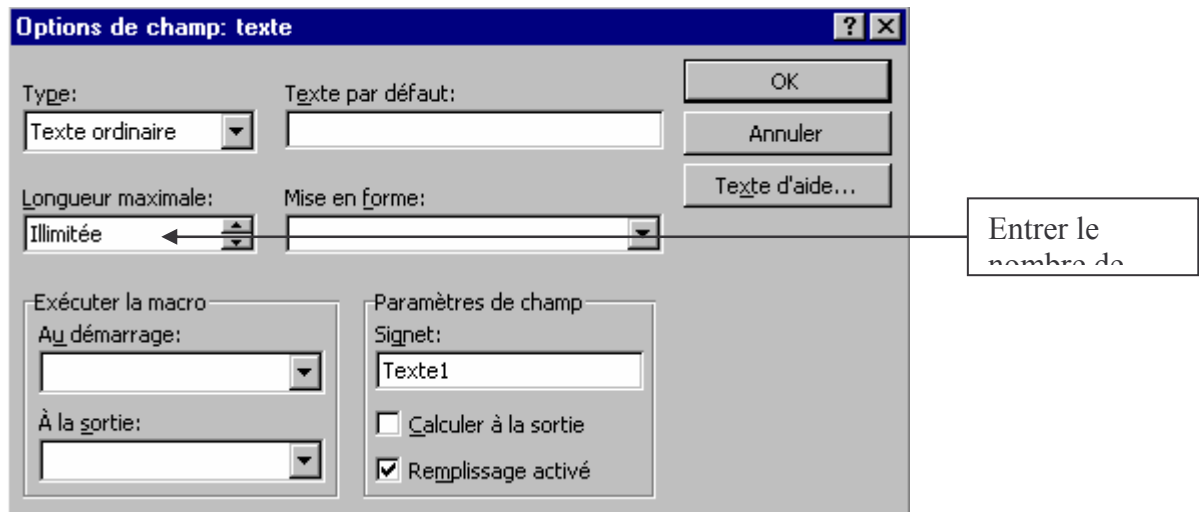 Options de champ: texte
Type:
Texte par défaut:
OK
Texte ordinaire
Annuler
Texte d'aide...
Longueur maximale:
Mise en forme:
Illimitée
Entrer le
nombre de
Exécuter la macro
Paramètres de champ
Au démarrage:
Signet:
Texte1
À la sortie:
Calculer à la sortie
Remplissage activé